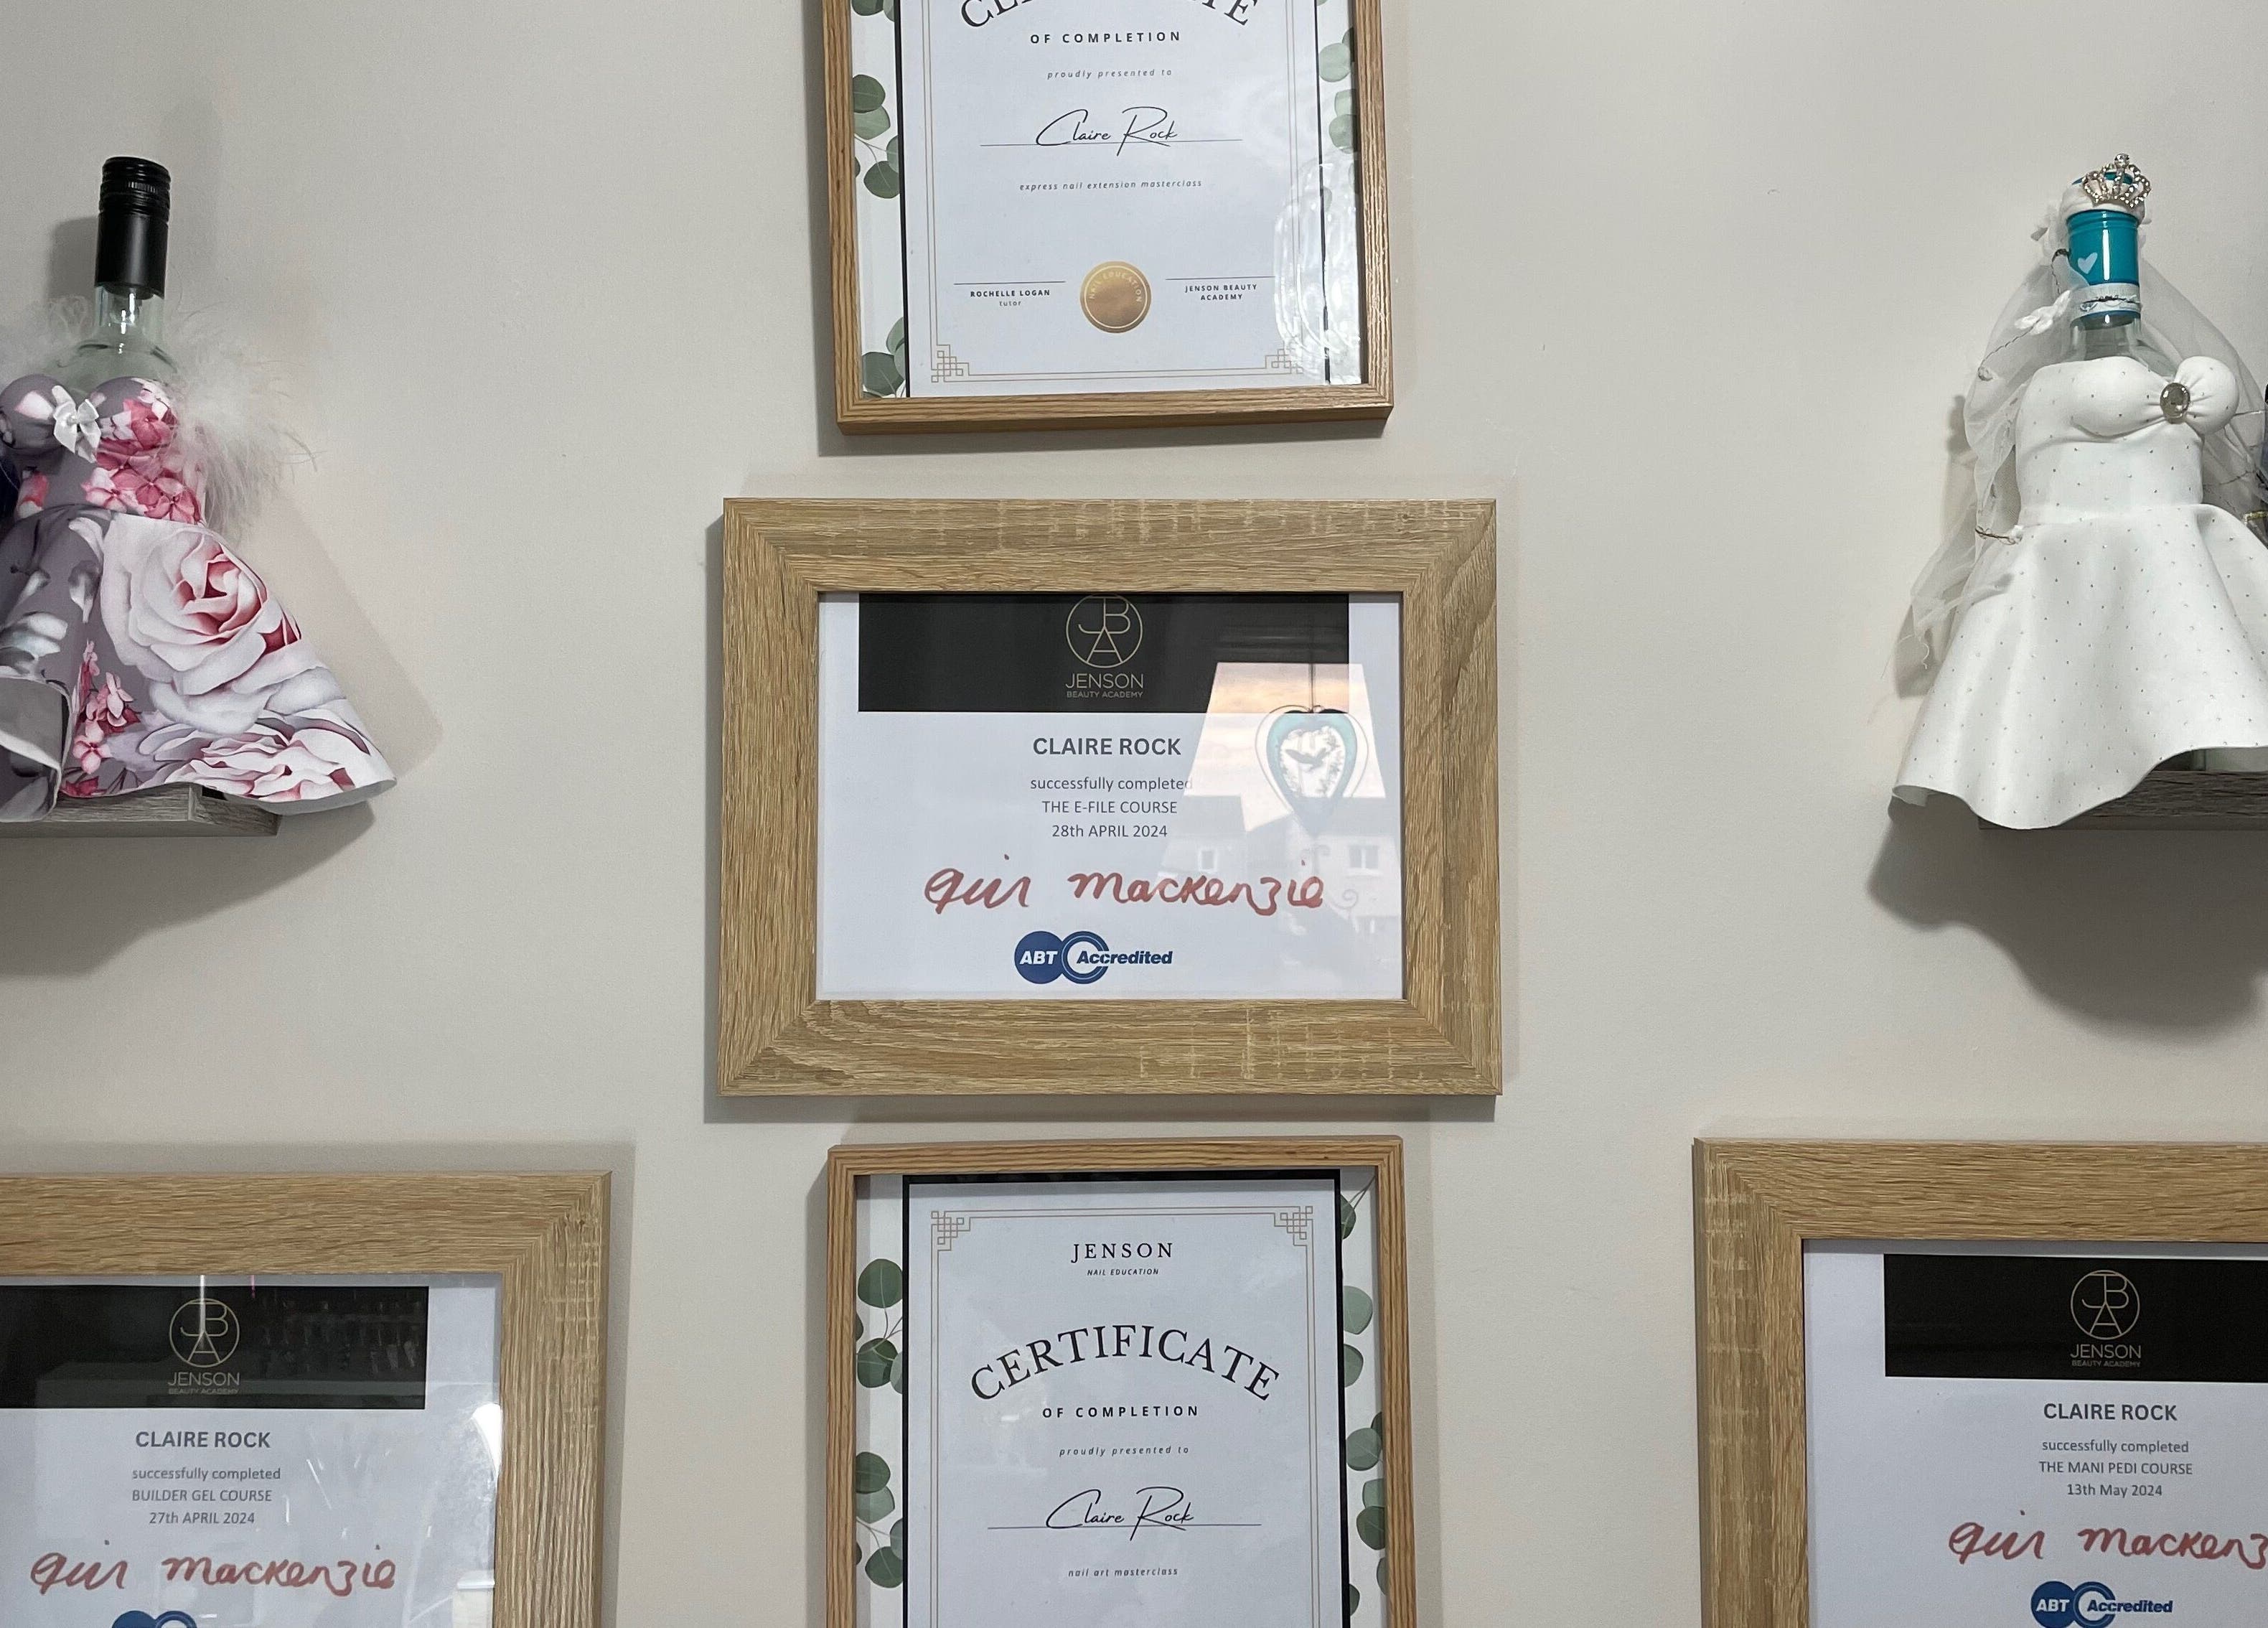 OF COMPLETION
proudly presented to
Claire Rock
express nail extension masterclass
ROCHELLE LOGAN
tutor
NAIL EDUCATION
JENSON BEAUTY
ACADEMY
JBA
JENSON
BEAUTY ACADEMY
CLAIRE ROCK
successfully completed
THE E-FILE COURSE
28th APRIL 2024
mackenzie
ABT Accredited
JBA
JENSON
BEAUTY ACADEMY
CLAIRE ROCK
successfully completed
BUILDER GEL COURSE
27th APRIL 2024
mackenzie
JENSON
NAIL EDUCATION
CERTIFICATE
OF COMPLETION
proudly presented to
Claire Rock
nail art masterclass
JBA
JENSON
BEAUTY ACADEMY
CLAIRE ROCK
successfully completed
THE MANI PEDI COURSE
13th May 2024
ABT Accredited